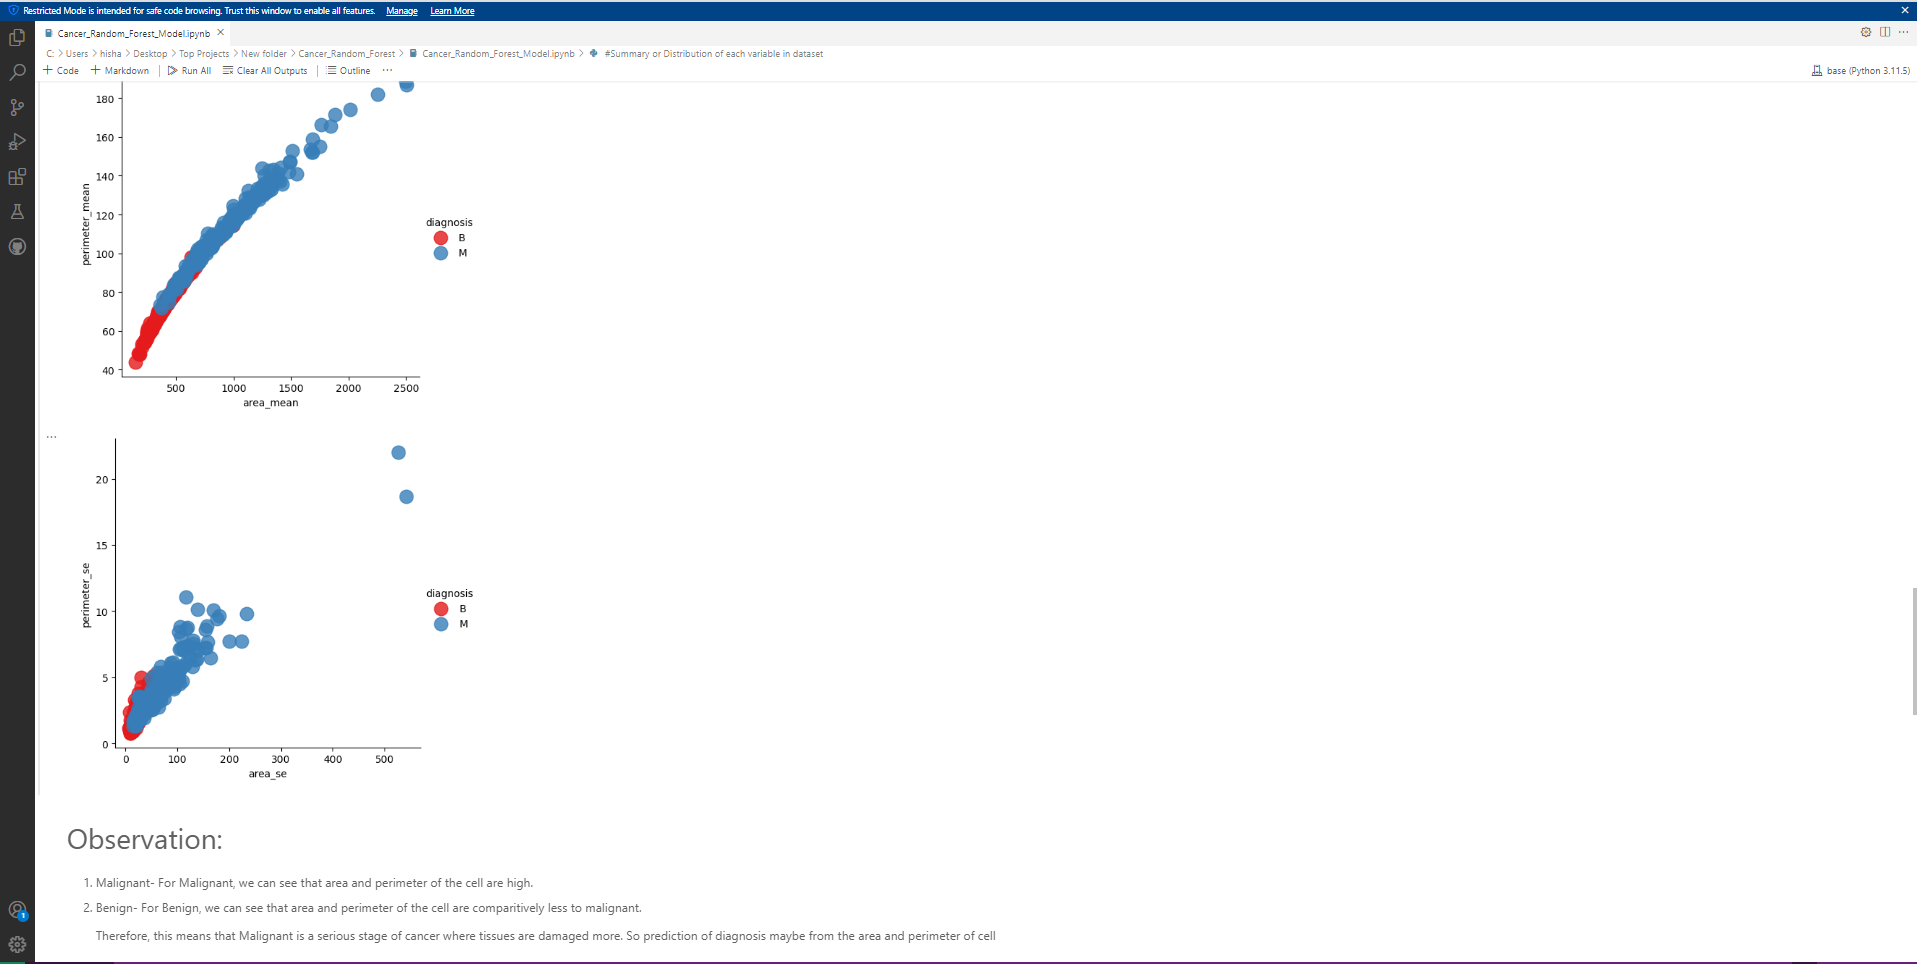 Restricted Mode is intended for safe code browsing. Trust this window to enable all features. Manage Learn More
Cancer_Random_Forest_Model.ipynb
C: > Users > hisha > Desktop > Top Projects > New folder > Cancer_Random_Forest > Cancer_Random_Forest_Model.ipynb > #Summary or Distribution of each variable in dataset
+ Code + Markdown | Run All Clear All Outputs | Outline ... base (Python 3.11.5)
180
160
140
120
100
80
60
40
perimeter_mean
500 1000 1500 2000 2500
area_mean
diagnosis
B
M
...
20
15
10
5
0
perimeter_se
0 100 200 300 400 500
area_se
diagnosis
B
M
Observation:
1. Malignant- For Malignant, we can see that area and perimeter of the cell are high.
2. Benign- For Benign, we can see that area and perimeter of the cell are comparitively less to malignant.
Therefore, this means that Malignant is a serious stage of cancer where tissues are damaged more. So prediction of diagnosis maybe from the area and perimeter of cell
1